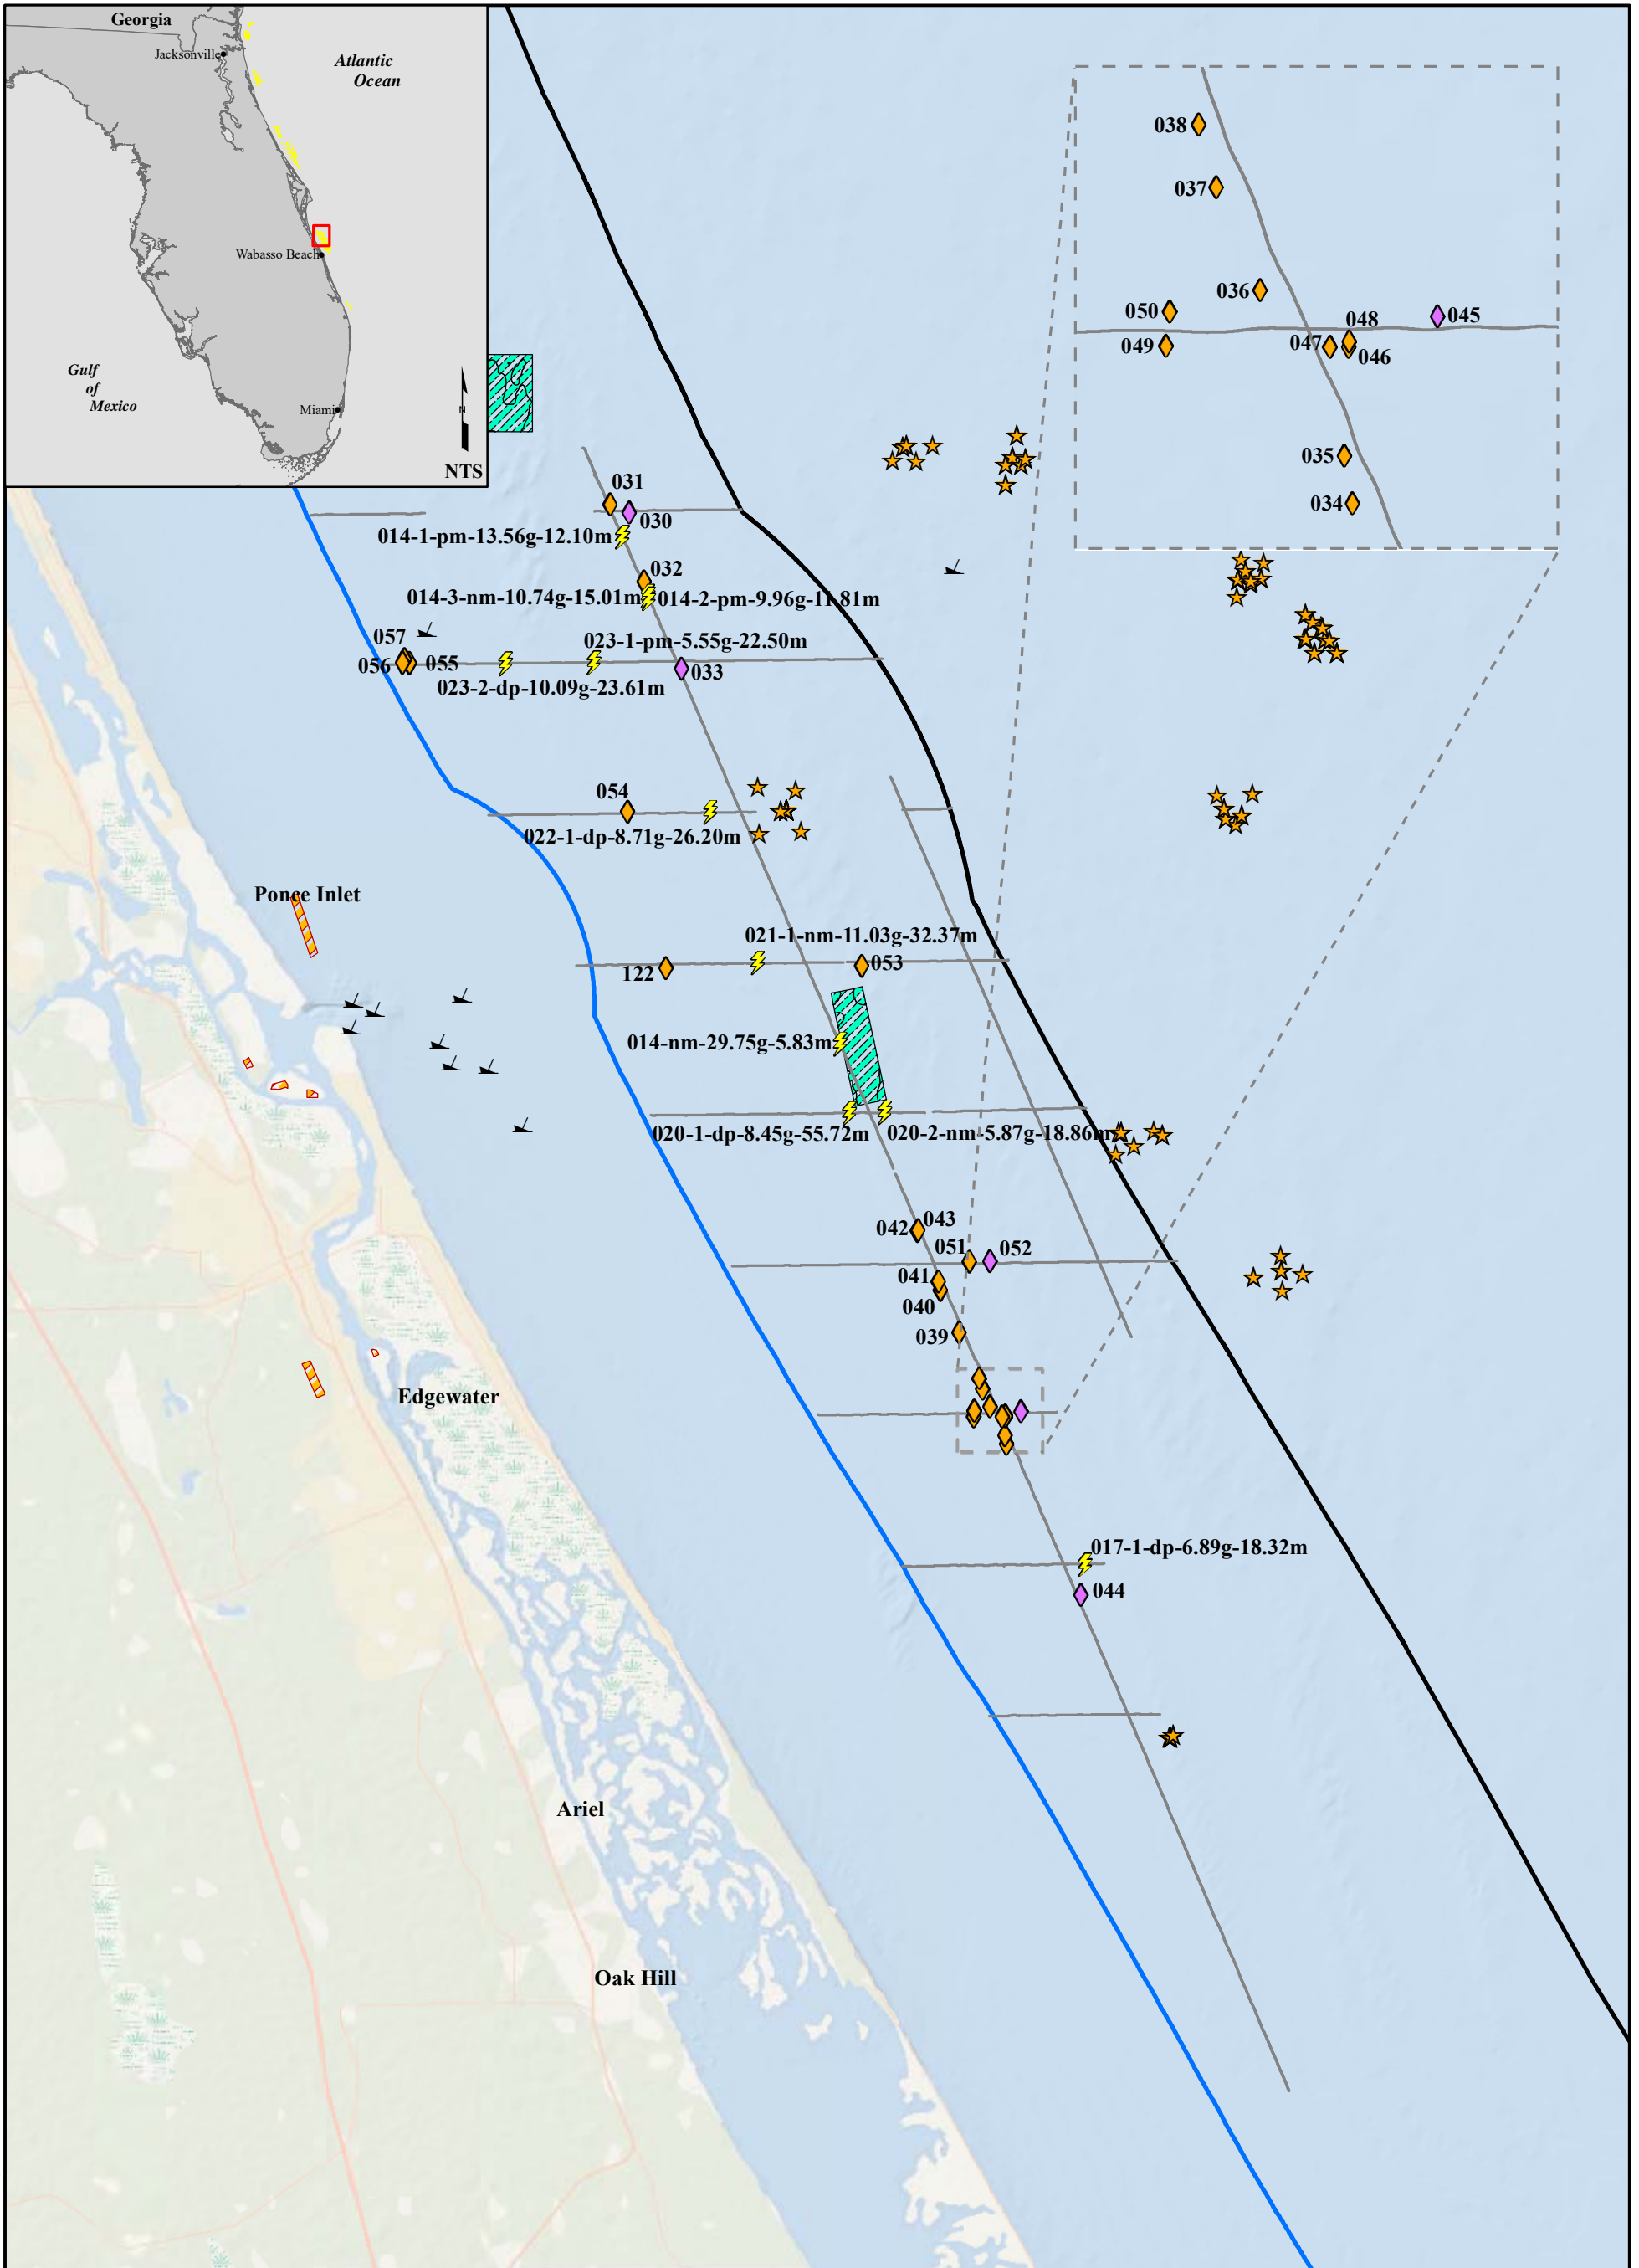 Georgia
Jacksonville
Atlantic
Ocean
Wabasso Beach
Gulf
of
Mexico
Miami
N
NTS
038
037
036
050
048
045
049
047
046
035
034
031
030
014-1-pm-13.56g-12.10m
032
014-3-nm-10.74g-15.01m
014-2-pm-9.96g-11.81m
057
023-1-pm-5.55g-22.50m
056
055
033
023-2-dp-10.09g-23.61m
054
022-1-dp-8.71g-26.20m
Ponce Inlet
021-1-nm-11.03g-32.37m
122
053
014-nm-29.75g-5.83m
020-1-dp-8.45g-55.72m
020-2-nm-5.87g-18.86m
042
043
051
052
041
040
039
Edgewater
017-1-dp-6.89g-18.32m
044
Ariel
Oak Hill